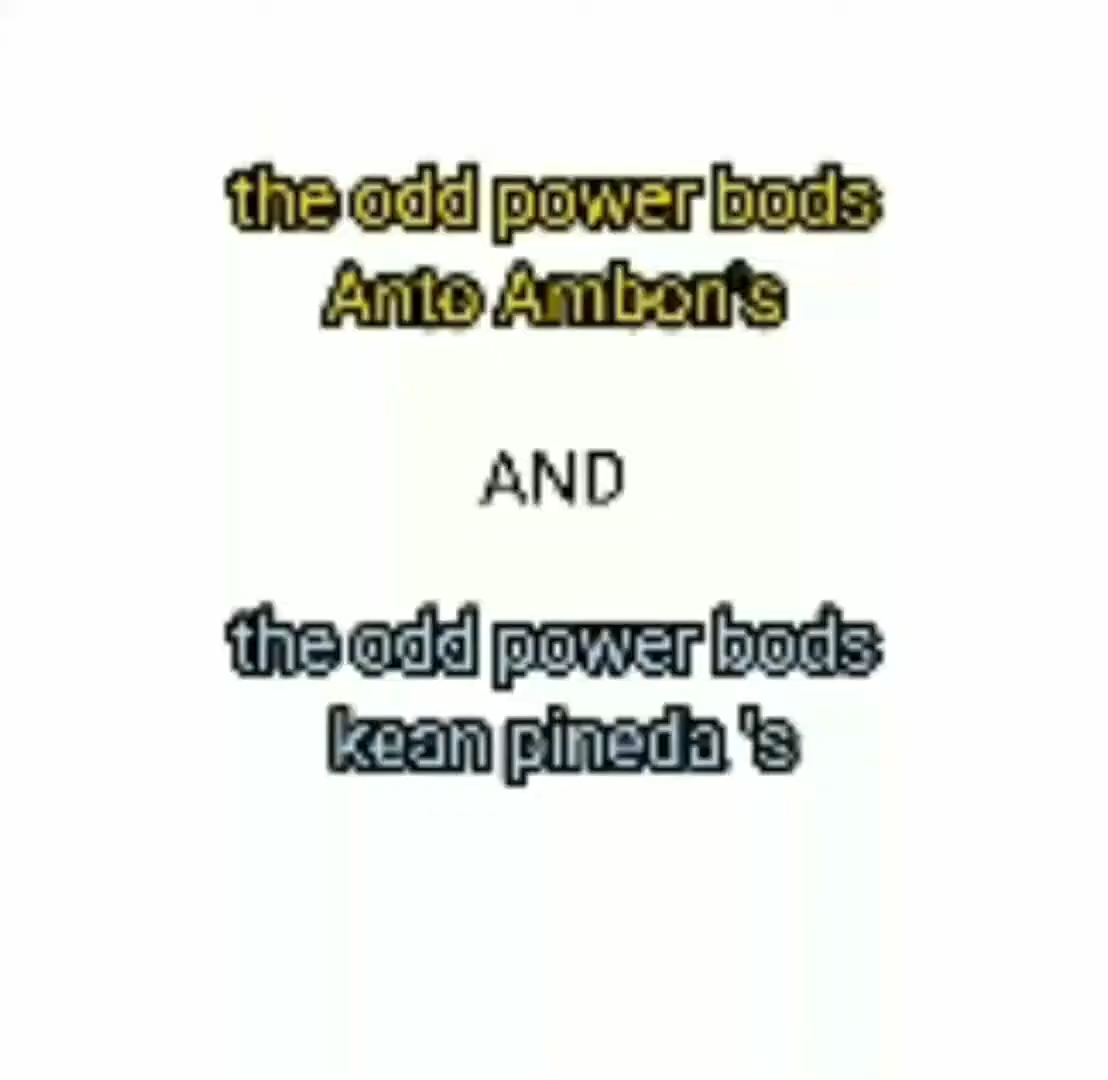 the odd power bods
Anto Ambon's
AND
the odd power bods
kean pineda 's